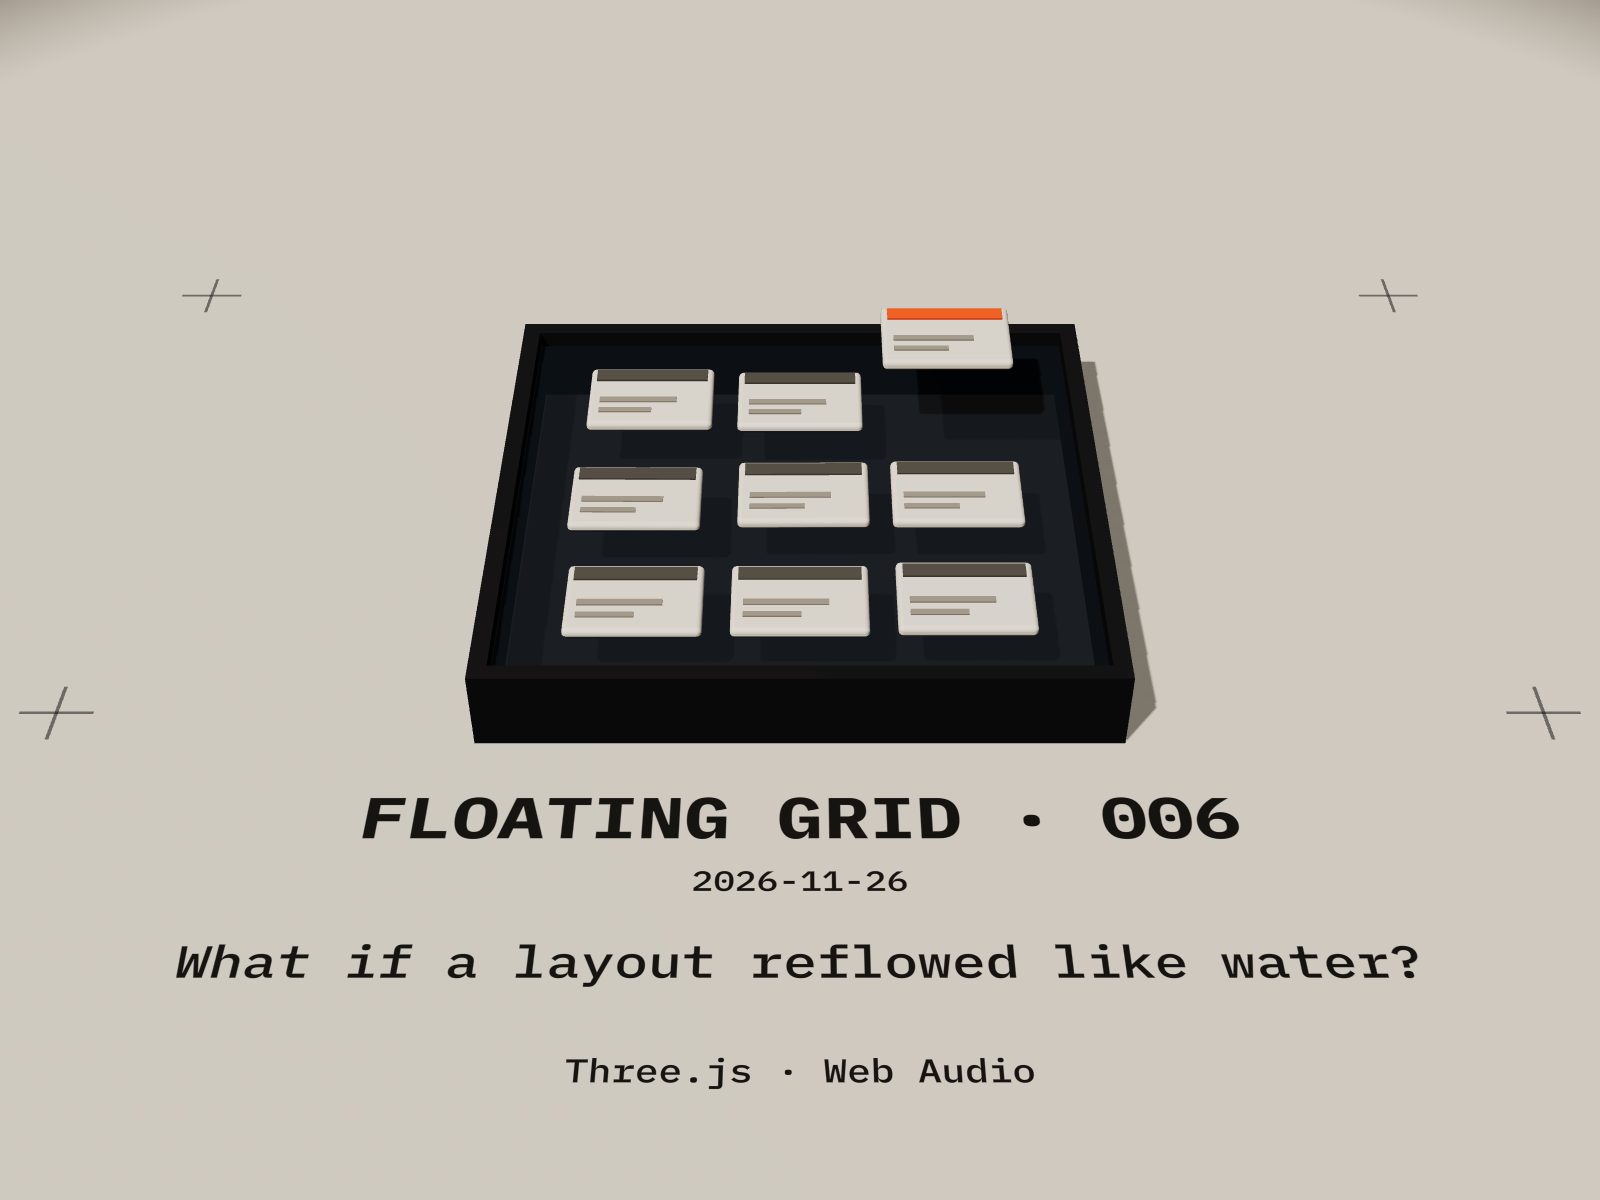 FLOATING GRID · 006
2026-11-26
What if a layout reflowed like water?
Three.js · Web Audio